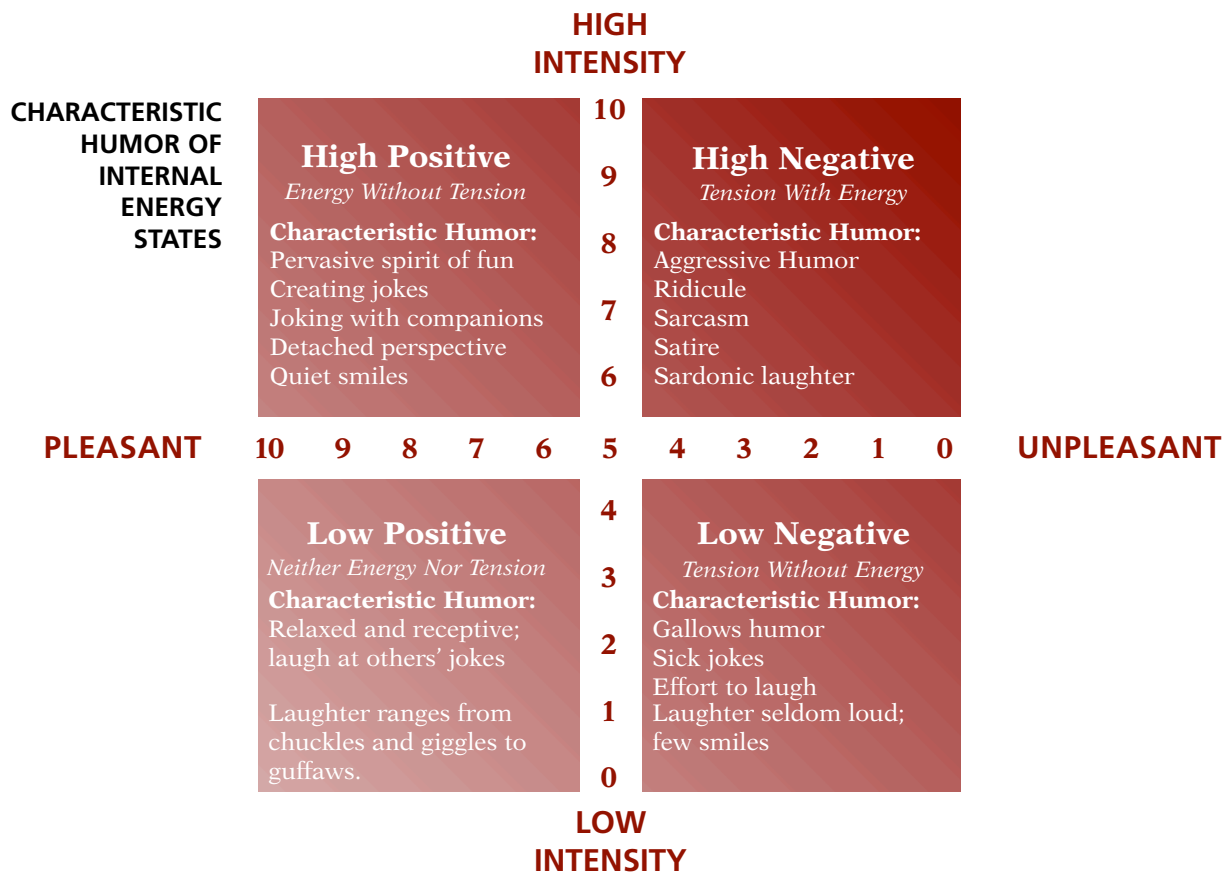 HIGH
INTENSITY
CHARACTERISTIC
HUMOR OF
INTERNAL
ENERGY
STATES
High Positive
Energy Without Tension
Characteristic Humor:
Pervasive spirit of fun
Creating jokes
Joking with companions
Detached perspective
Quiet smiles
10
9
8
7
6
High Negative
Tension With Energy
Characteristic Humor:
Aggressive Humor
Ridicule
Sarcasm
Satire
Sardonic laughter
PLEASANT 10 9 8 7 6 5 4 3 2 1 0 UNPLEASANT
Low Positive
Neither Energy Nor Tension
Characteristic Humor:
Relaxed and receptive;
laugh at others’ jokes
Laughter ranges from
chuckles and giggles to
guffaws.
4
3
2
1
0
Low Negative
Tension Without Energy
Characteristic Humor:
Gallows humor
Sick jokes
Effort to laugh
Laughter seldom loud;
few smiles
LOW
INTENSITY